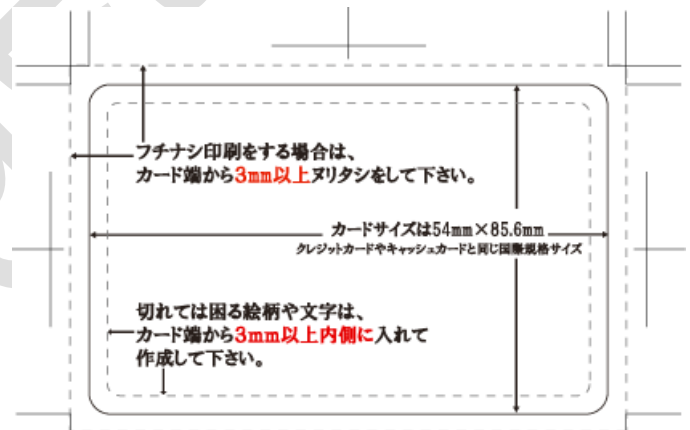 フチナシ印刷をする場合は、
カード端から3mm以上ヌリタシをして下さい。
カードサイズは54mm×85.6mm
クレジットカードやキャッシュカードと同じ国際規格サイズ
切れては困る絵柄や文字は、
カード端から3mm以上内側に入れて
作成して下さい。